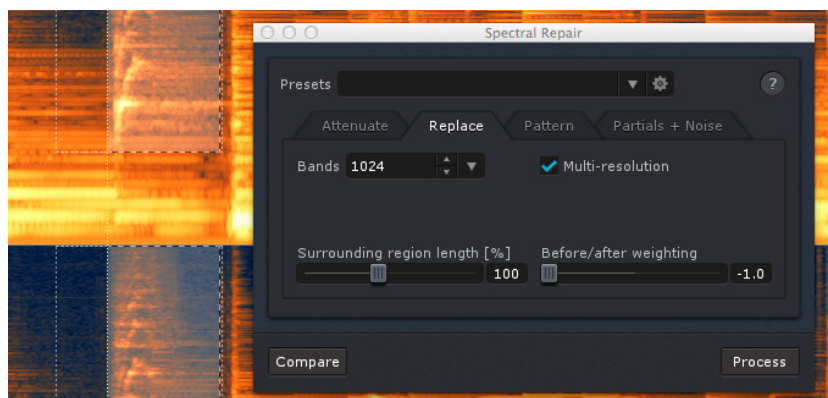 Spectral Repair
Presets
?
Attenuate Replace Pattern Partials + Noise
Bands 1024 Multi-resolution
Surrounding region length [%] Before/after weighting
100 -1.0
Compare Process